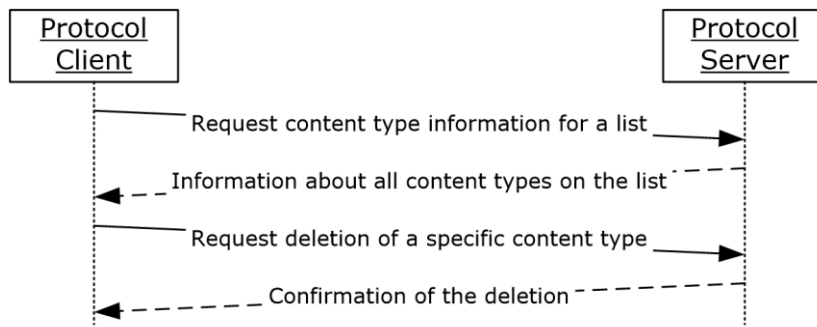 Protocol
Client
Protocol
Server
Request content type information for a list
Information about all content types on the list
Request deletion of a specific content type
Confirmation of the deletion